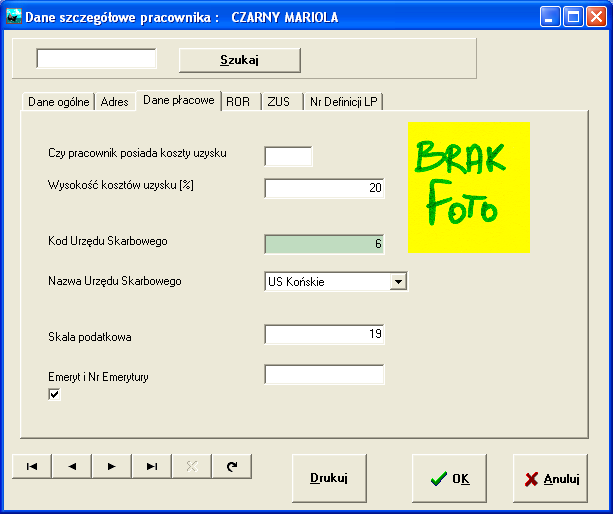 Dane szczegółowe pracownika : CZARNY MARIOLA
Szukaj
Dane ogólne Adres Dane płacowe ROR ZUS Nr Definicji LP
Czy pracownik posiada koszty uzysku
Wysokość kosztów uzysku [%] 20
BRAK
FOTO
Kod Urzędu Skarbowego 6
Nazwa Urzędu Skarbowego US Końskie
Skala podatkowa 19
Emeryt i Nr Emerytury
Drukuj OK Anuluj